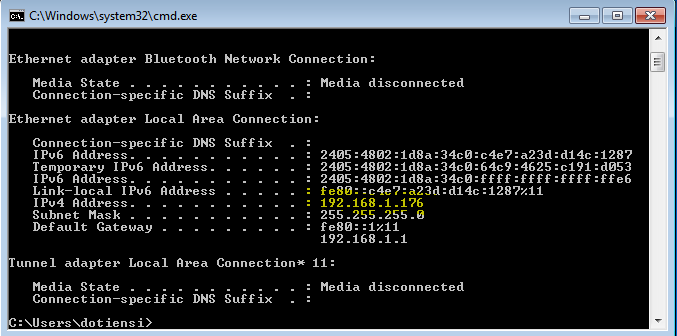 C:\Windows\system32\cmd.exe
Ethernet adapter Bluetooth Network Connection:
Media State . . . . . . . . . . . : Media disconnected
Connection-specific DNS Suffix  . :
Ethernet adapter Local Area Connection:
Connection-specific DNS Suffix  . :
IPv6 Address. . . . . . . . . . . : 2405:4802:1d8a:34c0:c4e7:a23d:d14c:1287
Temporary IPv6 Address. . . . . . : 2405:4802:1d8a:34c0:64c9:4625:c191:d053
IPv6 Address. . . . . . . . . . . : 2405:4802:1d8a:34c0:ffff:ffff:ffff:ffe6
Link-local IPv6 Address . . . . . : fe80::c4e7:a23d:d14c:1287%11
IPv4 Address. . . . . . . . . . . : 192.168.1.176
Subnet Mask . . . . . . . . . . . : 255.255.255.0
Default Gateway . . . . . . . . . : fe80::1%11
192.168.1.1
Tunnel adapter Local Area Connection* 11:
Media State . . . . . . . . . . . : Media disconnected
Connection-specific DNS Suffix  . :
C:\Users\dotiensi>